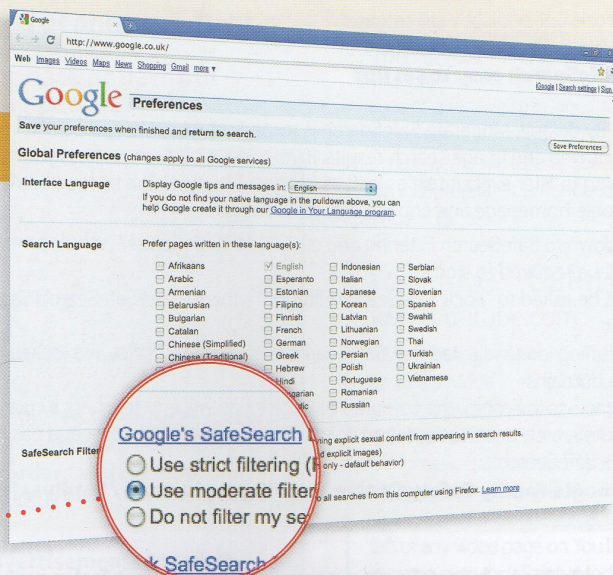 Google
http://www.google.co.uk/
Web Images Videos Maps News Shopping Gmail more ▾
iGoogle | Search settings | Sign
Google Preferences
Save your preferences when finished and return to search.
Save Preferences
Global Preferences (changes apply to all Google services)
Interface Language
Display Google tips and messages in: English
If you do not find your native language in the pulldown above, you can
help Google create it through our Google in Your Language program.
Search Language
Prefer pages written in these language(s):
Afrikaans English Indonesian Serbian
Arabic Esperanto Italian Slovak
Armenian Estonian Japanese Slovenian
Belarusian Filipino Korean Spanish
Bulgarian Finnish Latvian Swahili
Catalan French Lithuanian Swedish
Chinese (Simplified) German Norwegian Thai
Chinese (Traditional) Greek Persian Turkish
Hebrew Polish Ukrainian
Hindi Portuguese Vietnamese
garian Romanian
dic Russian
SafeSearch Filter
Google's SafeSearch
ning explicit sexual content from appearing in search results.
Use strict filtering (F
d explicit images)
Use moderate filter
only - default behavior)
Do not filter my se
o all searches from this computer using Firefox. Learn more
k SafeSearch